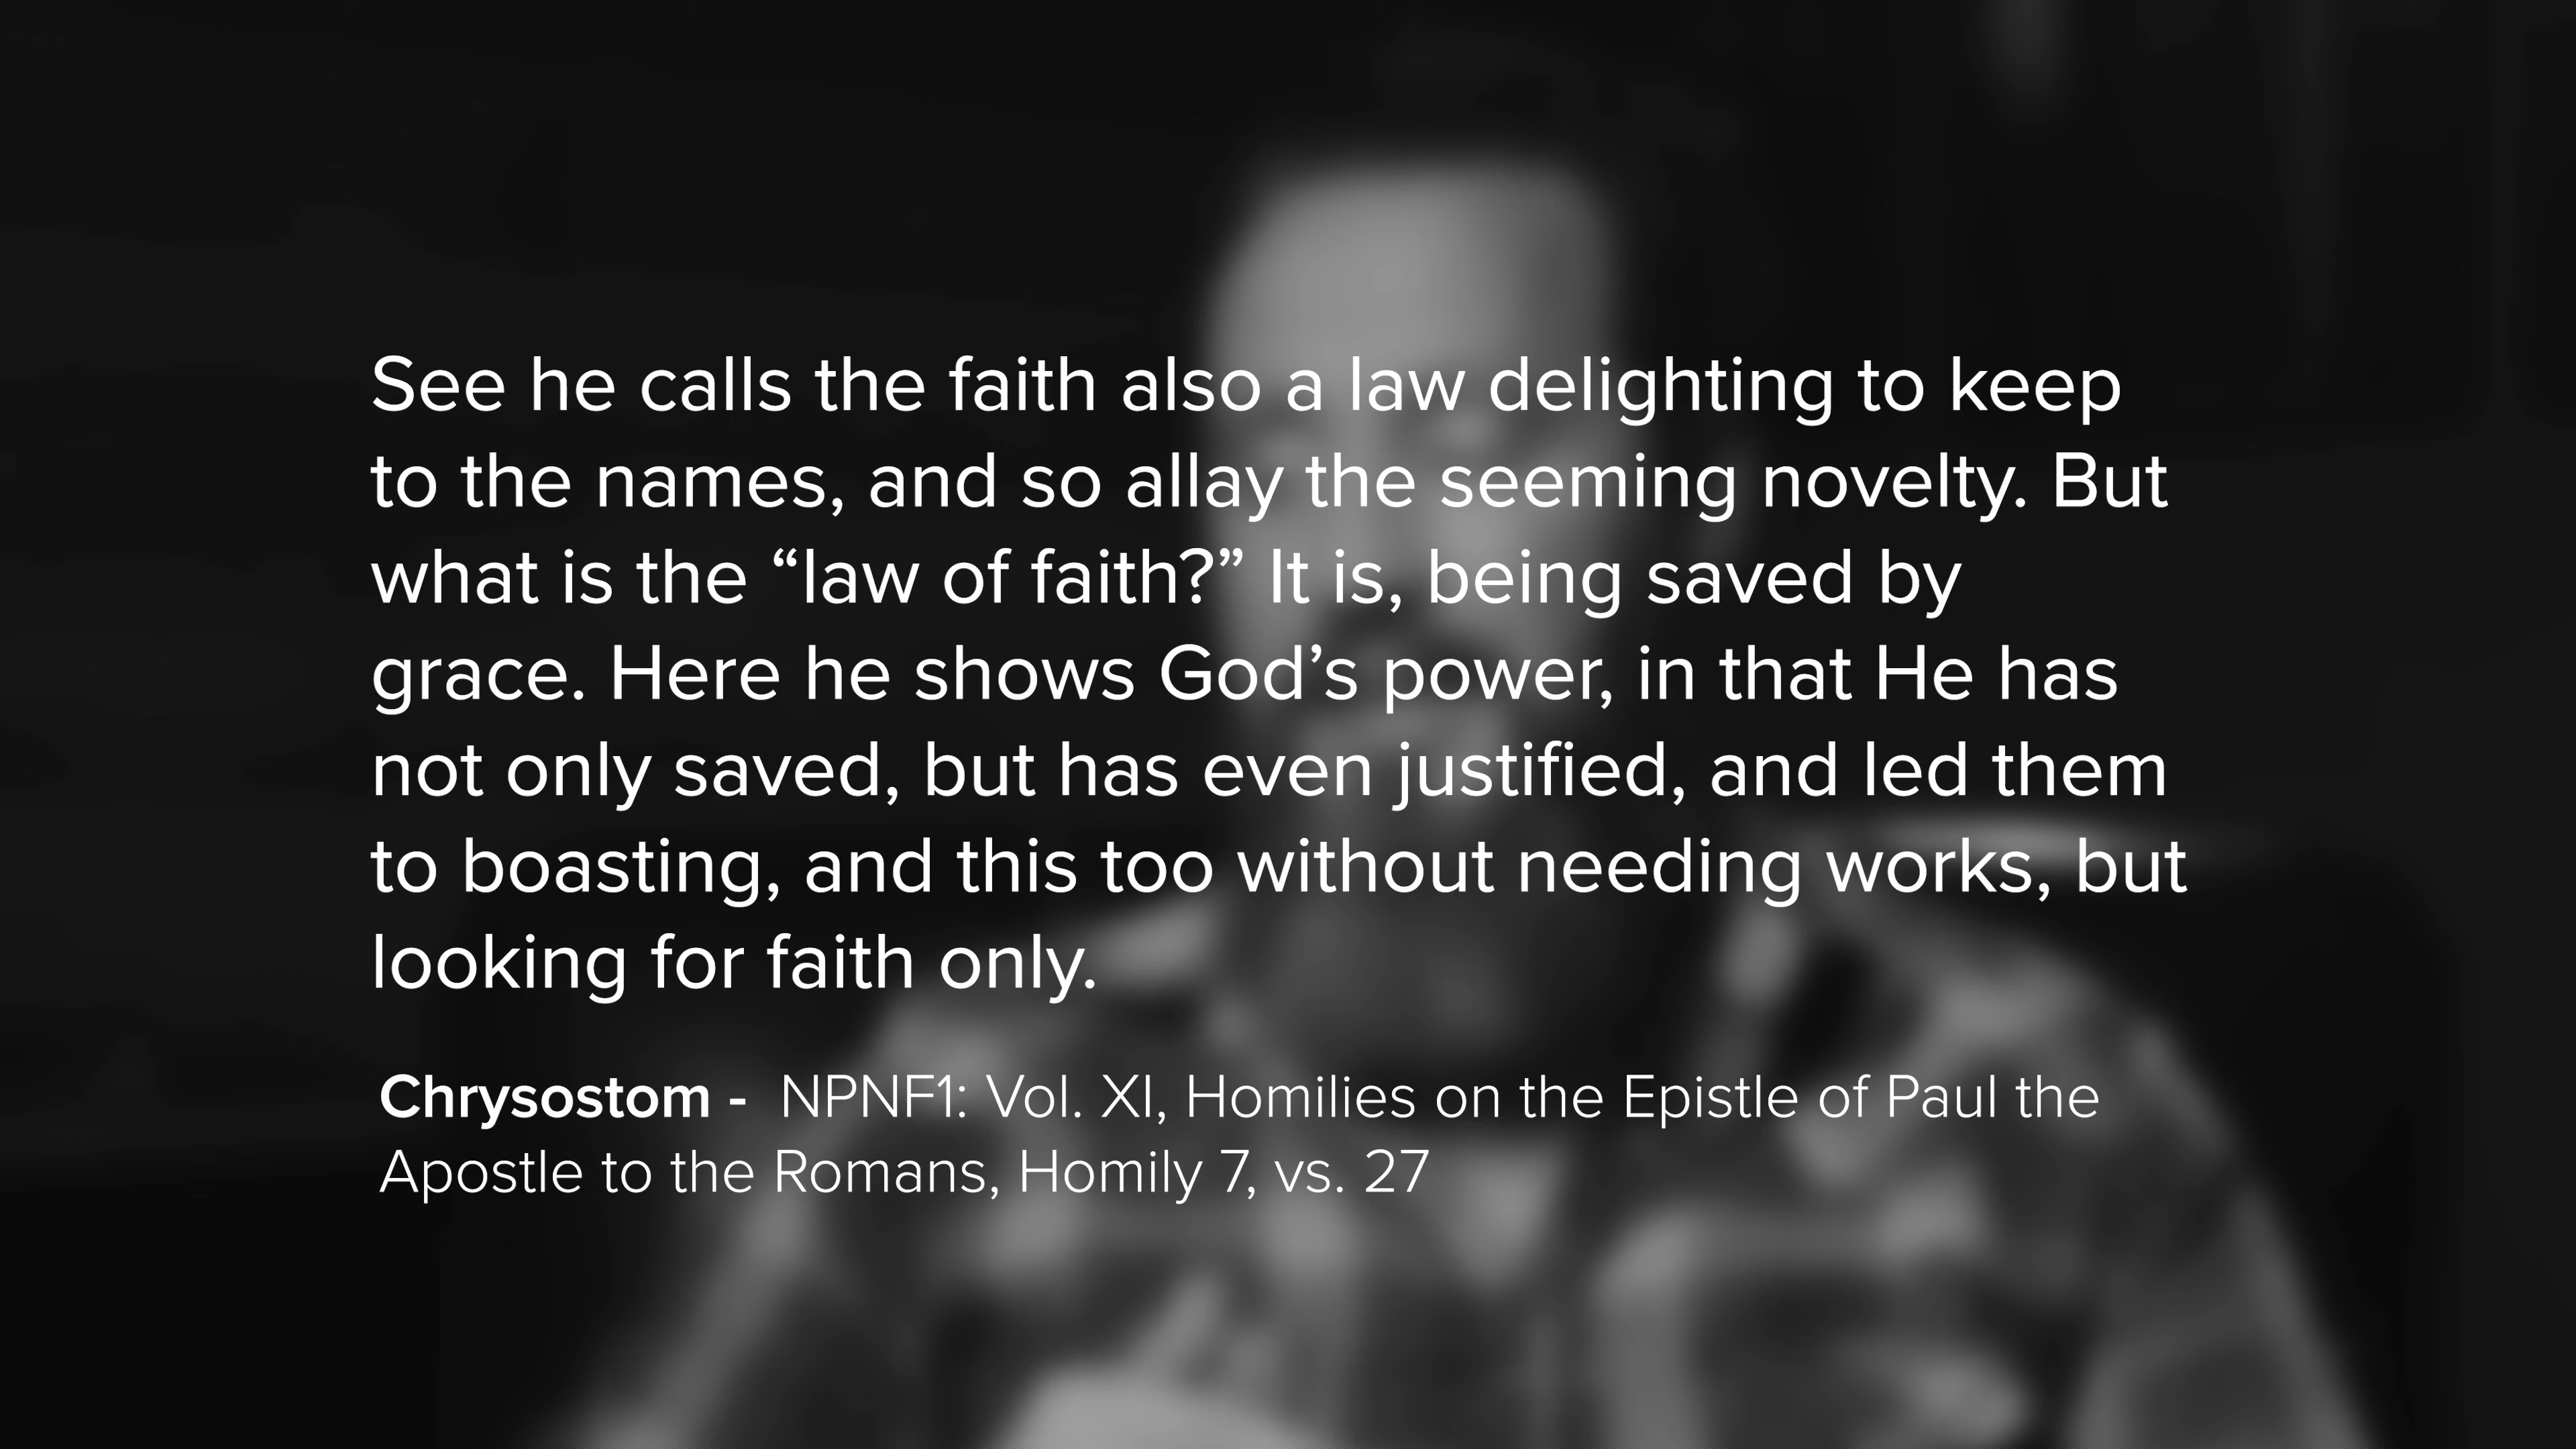 See he calls the faith also a law delighting to keep
to the names, and so allay the seeming novelty. But
what is the “law of faith?” It is, being saved by
grace. Here he shows God’s power, in that He has
not only saved, but has even justified, and led them
to boasting, and this too without needing works, but
looking for faith only.
Chrysostom - NPNF1: Vol. XI, Homilies on the Epistle of Paul the
Apostle to the Romans, Homily 7, vs. 27